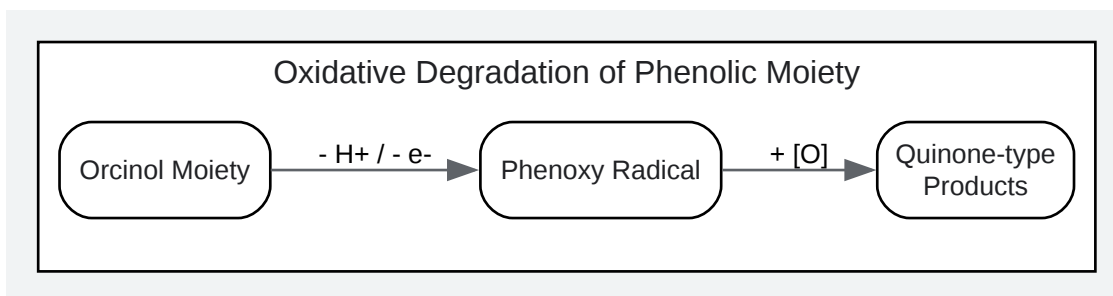 Oxidative Degradation of Phenolic Moiety
Orcinol Moiety
- H+ / - e-
Phenoxy Radical
+ [O]
Quinone-type
Products